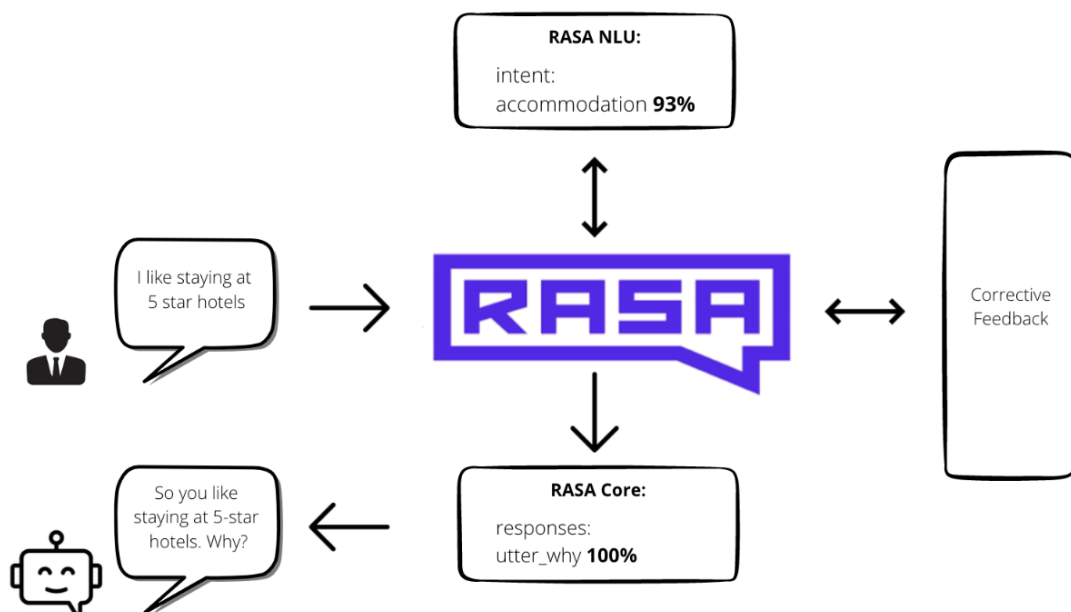 RASA NLU:
intent:
accommodation 93%
I like staying at
5 star hotels
RASA
Corrective
Feedback
So you like
staying at 5-star
hotels. Why?
RASA Core:
responses:
utter_why 100%